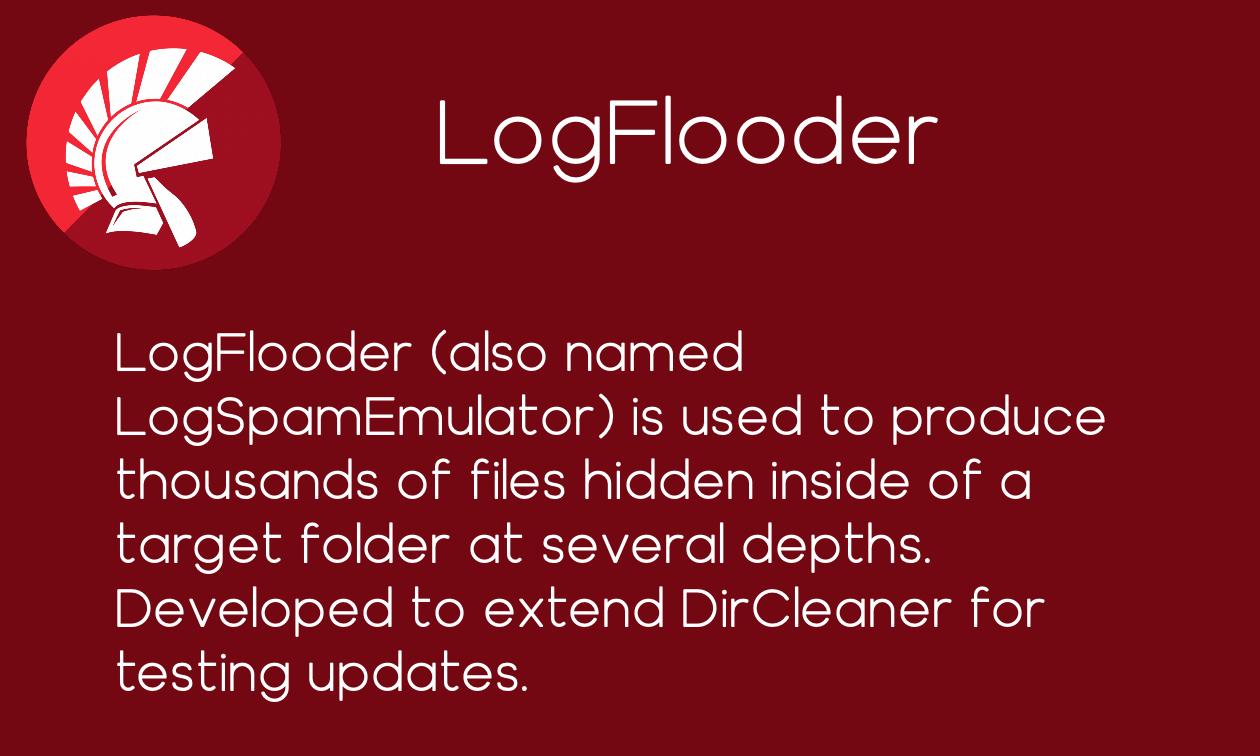 LogFlooder
LogFlooder (also named
LogSpamEmulator) is used to produce
thousands of files hidden inside of a
target folder at several depths.
Developed to extend DirCleaner for
testing updates.